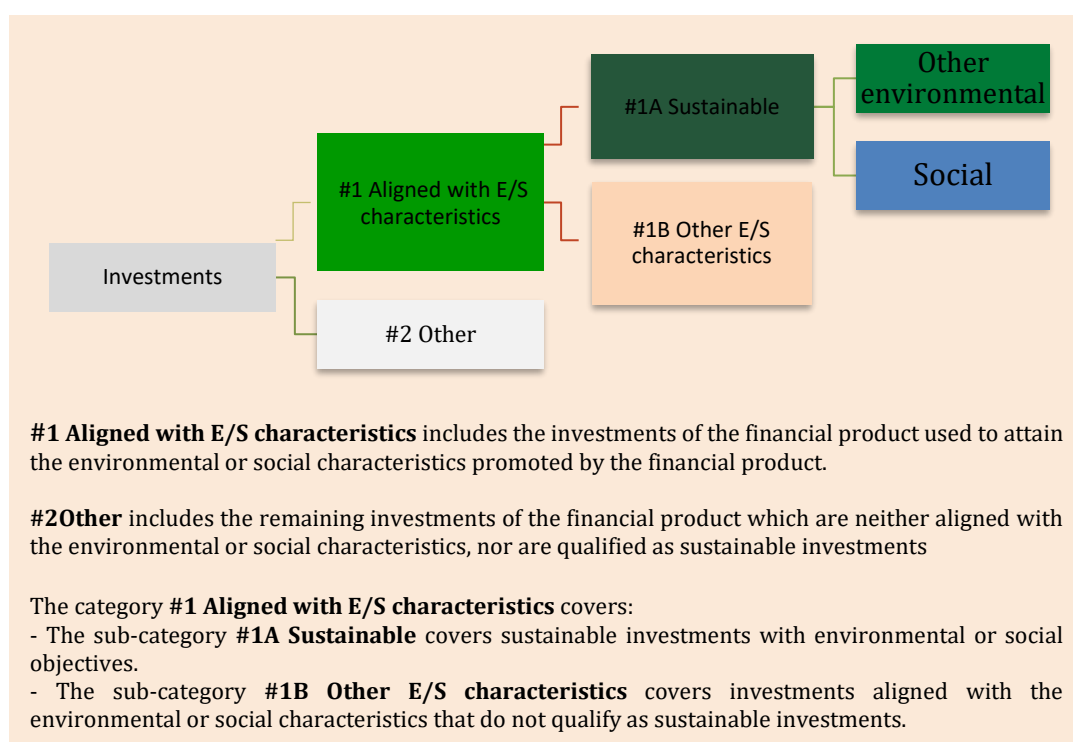 Other
environmental
#1A Sustainable
Social
#1 Aligned with E/S
characteristics
#1B Other E/S
characteristics
Investments
#2 Other
#1 Aligned with E/S characteristics includes the investments of the financial product used to attain
the environmental or social characteristics promoted by the financial product.
#2Other includes the remaining investments of the financial product which are neither aligned with
the environmental or social characteristics, nor are qualified as sustainable investments
The category #1 Aligned with E/S characteristics covers:
- The sub-category #1A Sustainable covers sustainable investments with environmental or social
objectives.
- The sub-category #1B Other E/S characteristics covers investments aligned with the
environmental or social characteristics that do not qualify as sustainable investments.